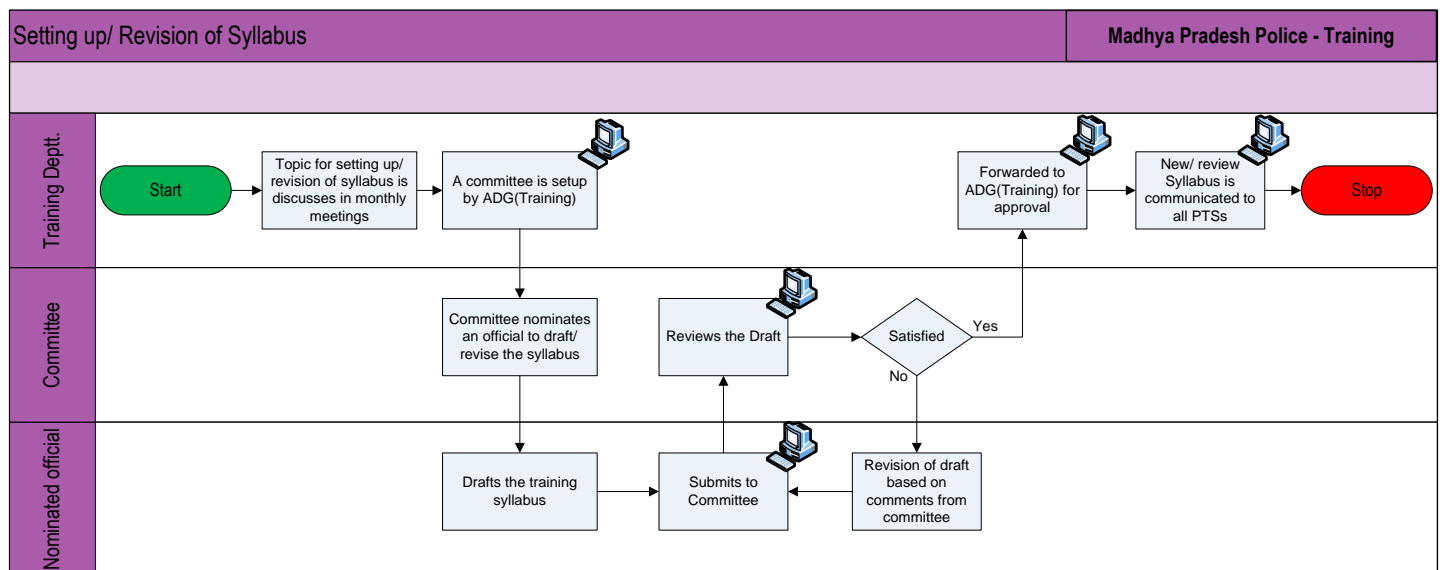 Setting up/ Revision of Syllabus
Madhya Pradesh Police - Training
Training Deptt.
Start
Topic for setting up/
revision of syllabus is
discusses in monthly
meetings
A committee is setup
by ADG(Training)
Forwarded to
ADG(Training) for
approval
New/ review
Syllabus is
communicated to
all PTSs
Stop
Committee
Committee nominates
an official to draft/
revise the syllabus
Reviews the Draft
Satisfied
Yes
No
Nominated official
Drafts the training
syllabus
Submits to
Committee
Revision of draft
based on
comments from
committee